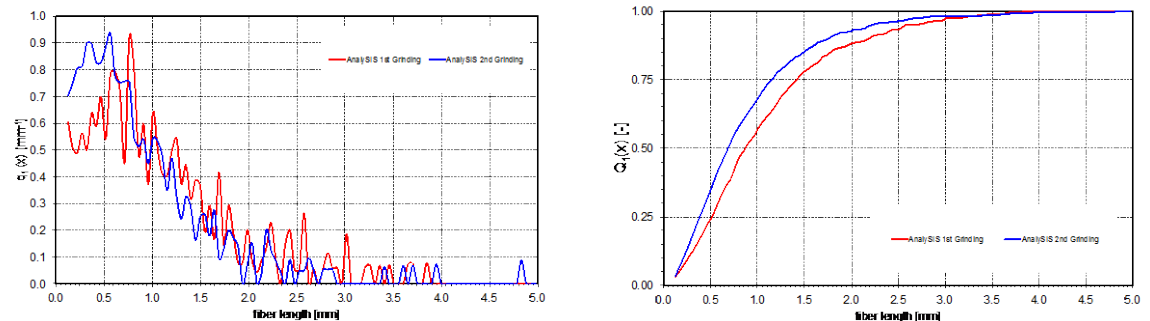 1.0
0.9
0.8
0.7
0.6
0.5
0.4
0.3
0.2
0.1
0.0
q₁ (x) [mm⁻¹]
AnalySIS 1st Grinding AnalySIS 2nd Grinding
0.0 0.5 1.0 1.5 2.0 2.5 3.0 3.5 4.0 4.5 5.0
fiber length [mm]
1.00
0.75
0.50
0.25
0.00
Q₁(x) [-]
AnalySIS 1st Grinding AnalySIS 2nd Grinding
0.0 0.5 1.0 1.5 2.0 2.5 3.0 3.5 4.0 4.5 5.0
fiber length [mm]